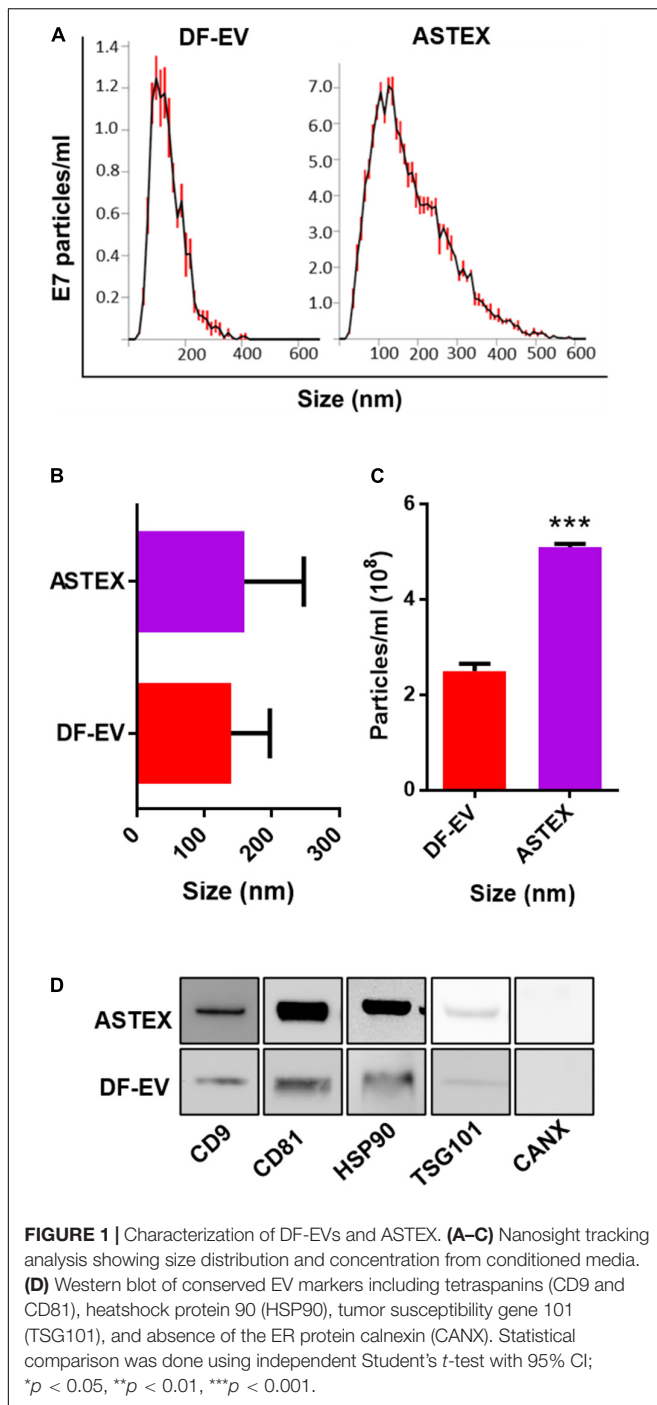 A
DF-EV
ASTEX
1.4
1.2
1.0
0.8
0.6
0.4
0.2
7.0
6.0
5.0
4.0
3.0
2.0
1.0
E7 particles/ml
200 400 600
100 200 300 400 500 600
Size (nm)
B
ASTEX
DF-EV
0 100 200 300
Size (nm)
C
***
Particles/ml (10⁸)
6
4
2
0
DF-EV
ASTEX
Size (nm)
D
ASTEX
DF-EV
CD9 CD81 HSP90 TSG101 CANX
FIGURE 1 | Characterization of DF-EVs and ASTEX. (A–C) Nanosight tracking
analysis showing size distribution and concentration from conditioned media.
(D) Western blot of conserved EV markers including tetraspanins (CD9 and
CD81), heatshock protein 90 (HSP90), tumor susceptibility gene 101
(TSG101), and absence of the ER protein calnexin (CANX). Statistical
comparison was done using independent Student's t-test with 95% CI;
*p < 0.05, **p < 0.01, ***p < 0.001.